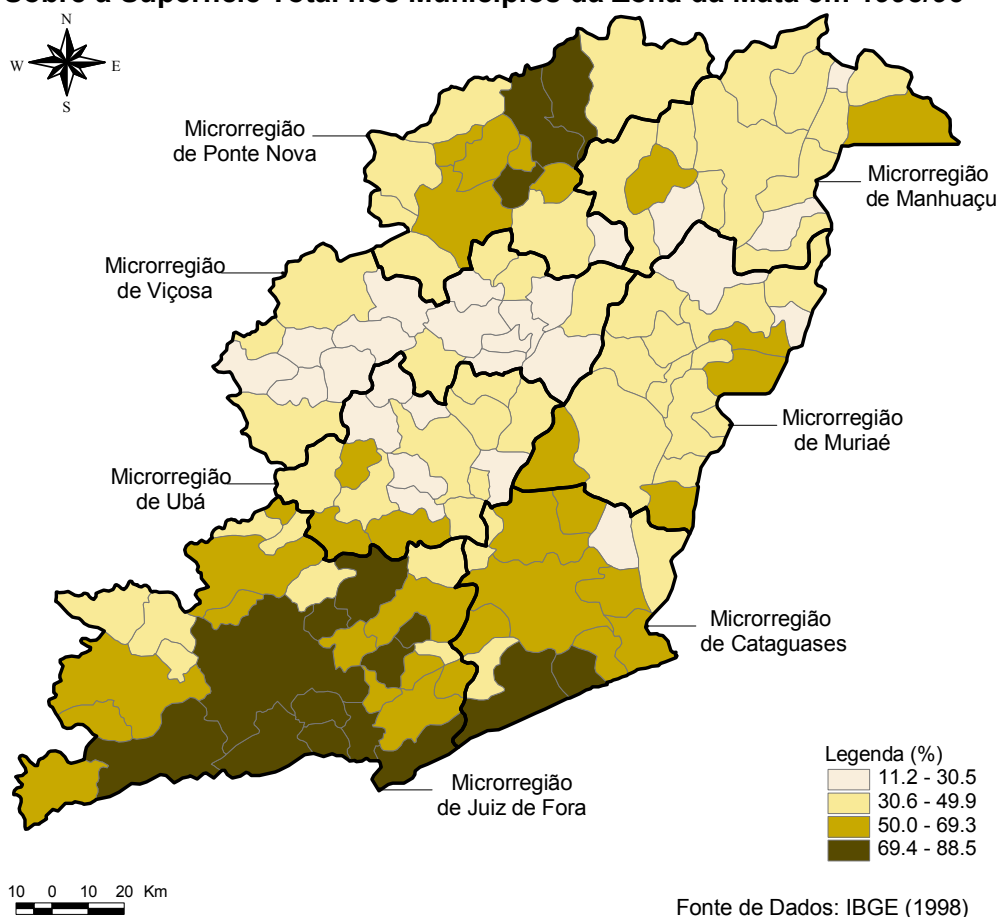 Sobre a Superfície Total nos Municípios da Zona da Mata em 1995/96
N
W
E
S
Microrregião
de Ponte Nova
Microrregião
de Manhuaçu
Microrregião
de Viçosa
Microrregião
de Muriaé
Microrregião
de Ubá
Microrregião
de Cataguases
Microrregião
de Juiz de Fora
Legenda (%)
11.2 - 30.5
30.6 - 49.9
50.0 - 69.3
69.4 - 88.5
10 0 10 20 Km
Fonte de Dados: IBGE (1998)